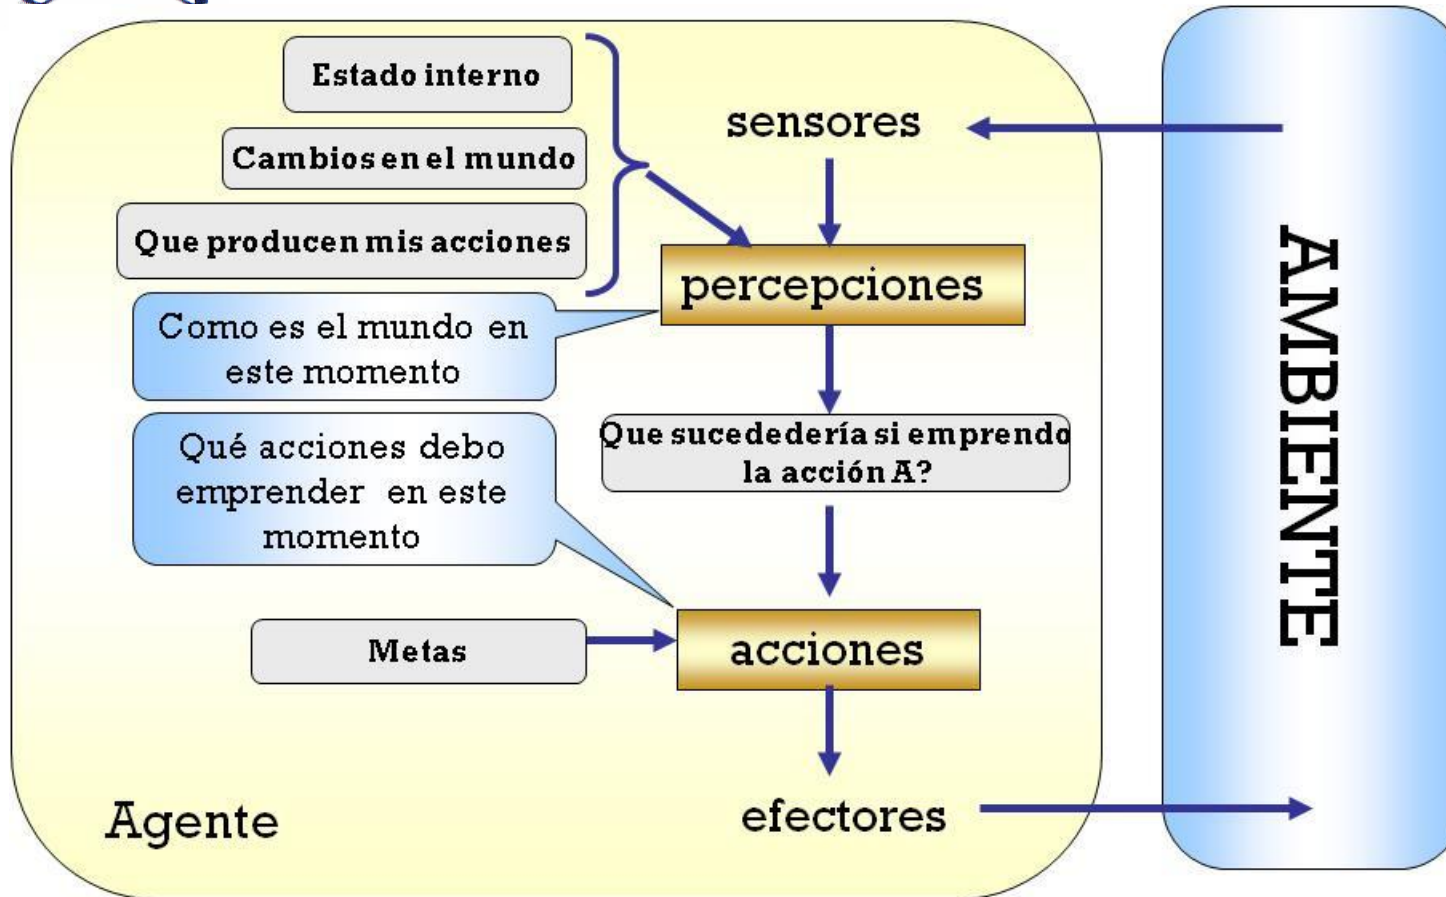 Estado interno
Cambios en el mundo
Que producen mis acciones
sensores
percepciones
Como es el mundo en
este momento
Qué acciones debo
emprender en este
momento
Que sucededería si emprendo
la acción A?
Metas
acciones
efectores
Agente
AMBIENTE